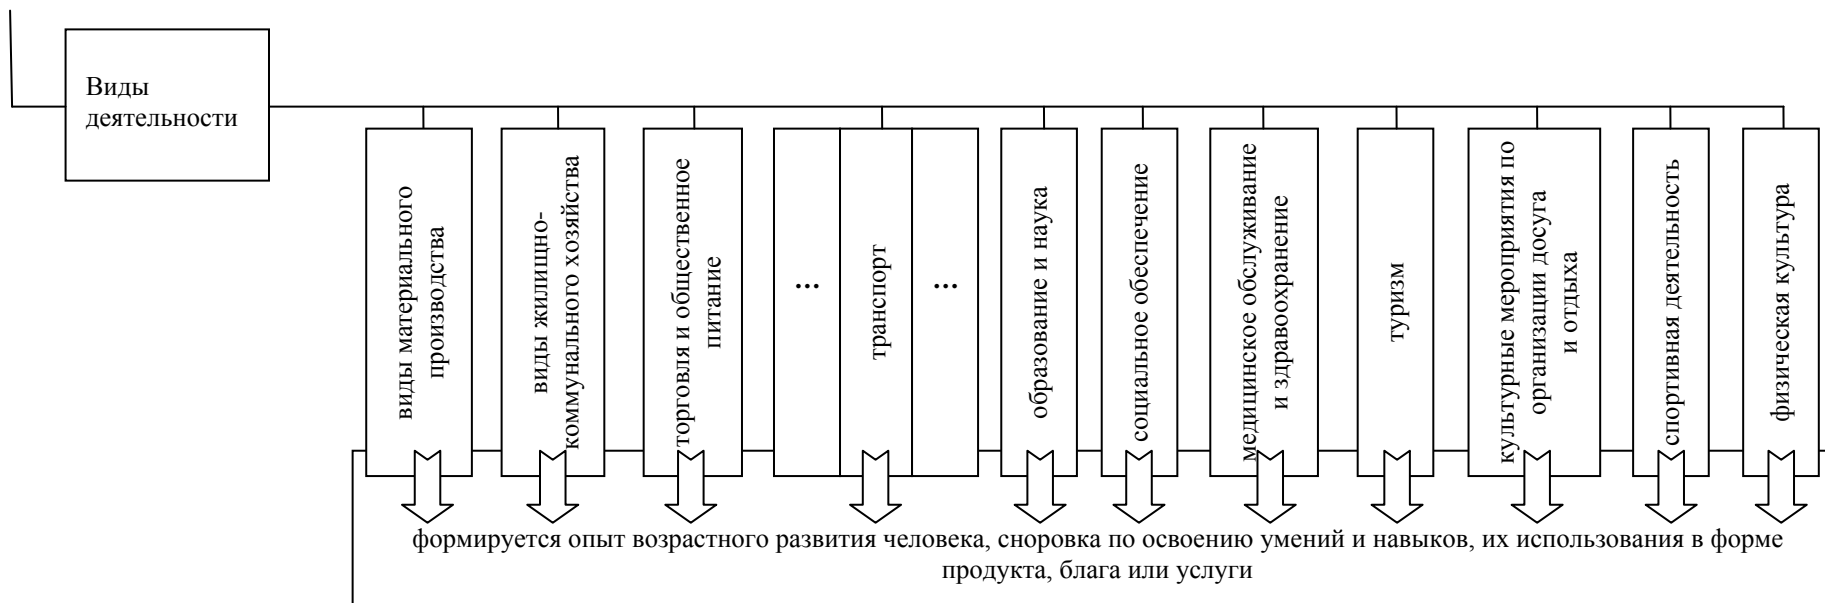 Виды
деятельности
виды материального
производства
виды жилищно-
коммунального хозяйства
торговля и общественное
питание
...
транспорт
...
образование и наука
социальное обеспечение
медицинское обслуживание
и здравоохранение
туризм
культурные мероприятия по
организации досуга
и отдыха
спортивная деятельность
физическая культура
формируется опыт возрастного развития человека, сноровка по освоению умений и навыков, их использования в форме
продукта, блага или услуги